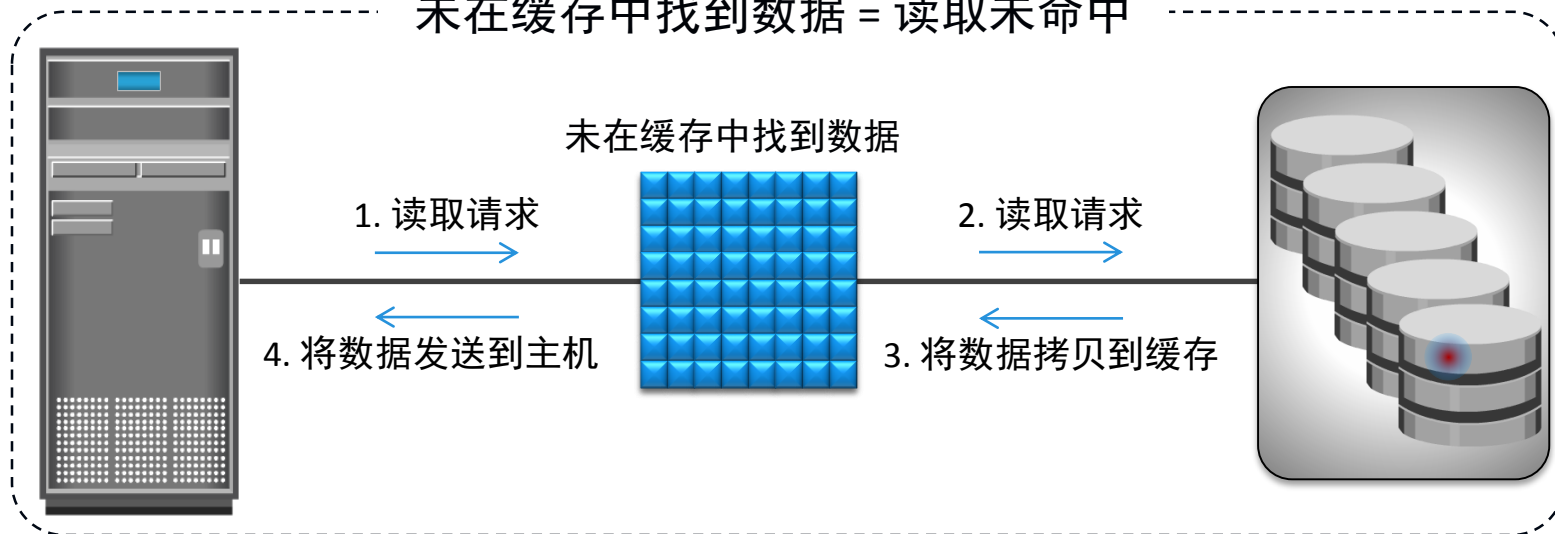 未在缓存中找到数据 = 读取未命中
未在缓存中找到数据
1. 读取请求
2. 读取请求
4. 将数据发送到主机
3. 将数据拷贝到缓存